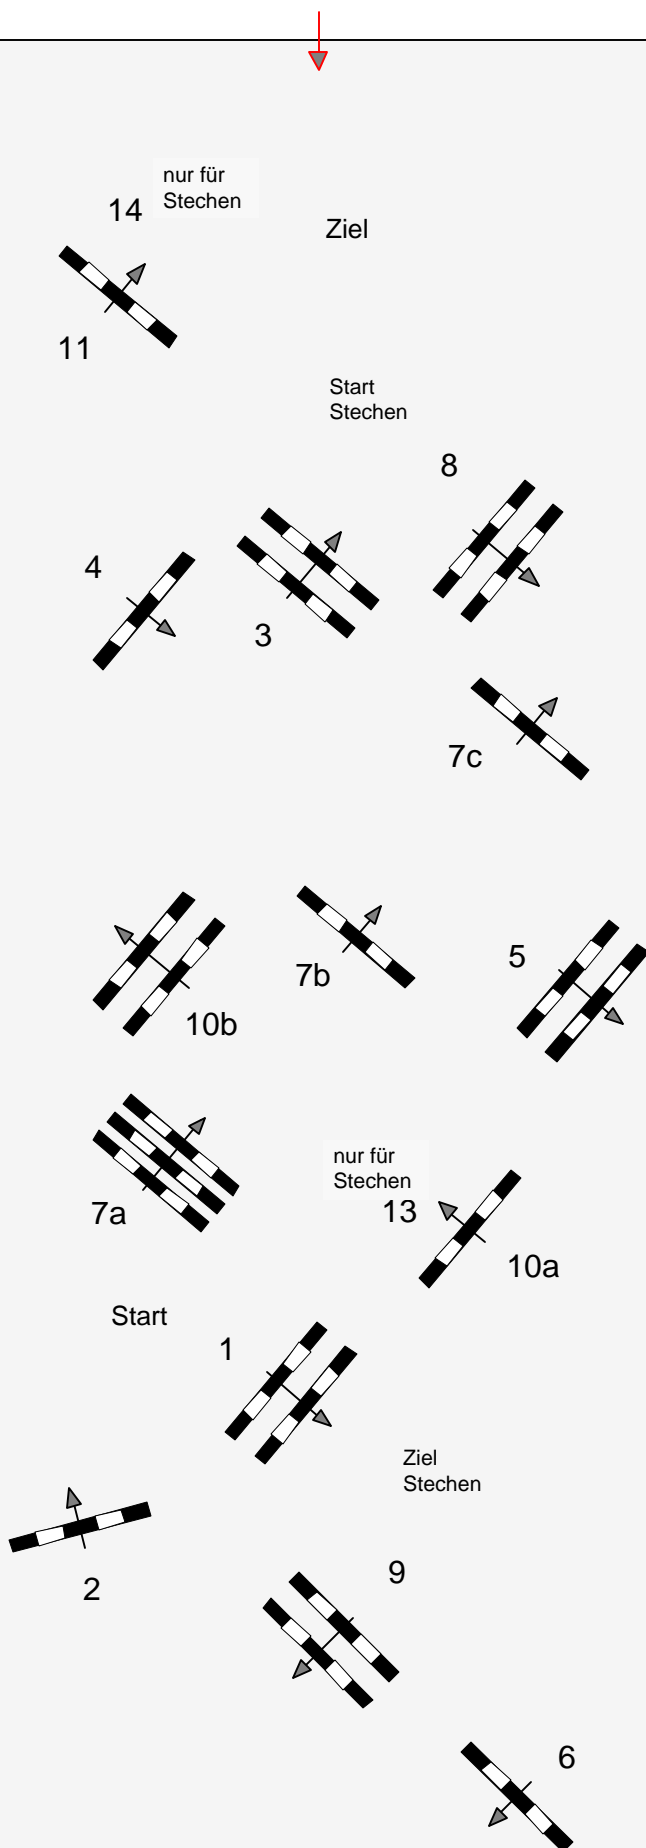 nur für
Stechen
14
Ziel
11
Start
Stechen
8
4
3
7c
5
7b
10b
nur für
Stechen
13
7a
10a
Start
1
Ziel
Stechen
9
2
6